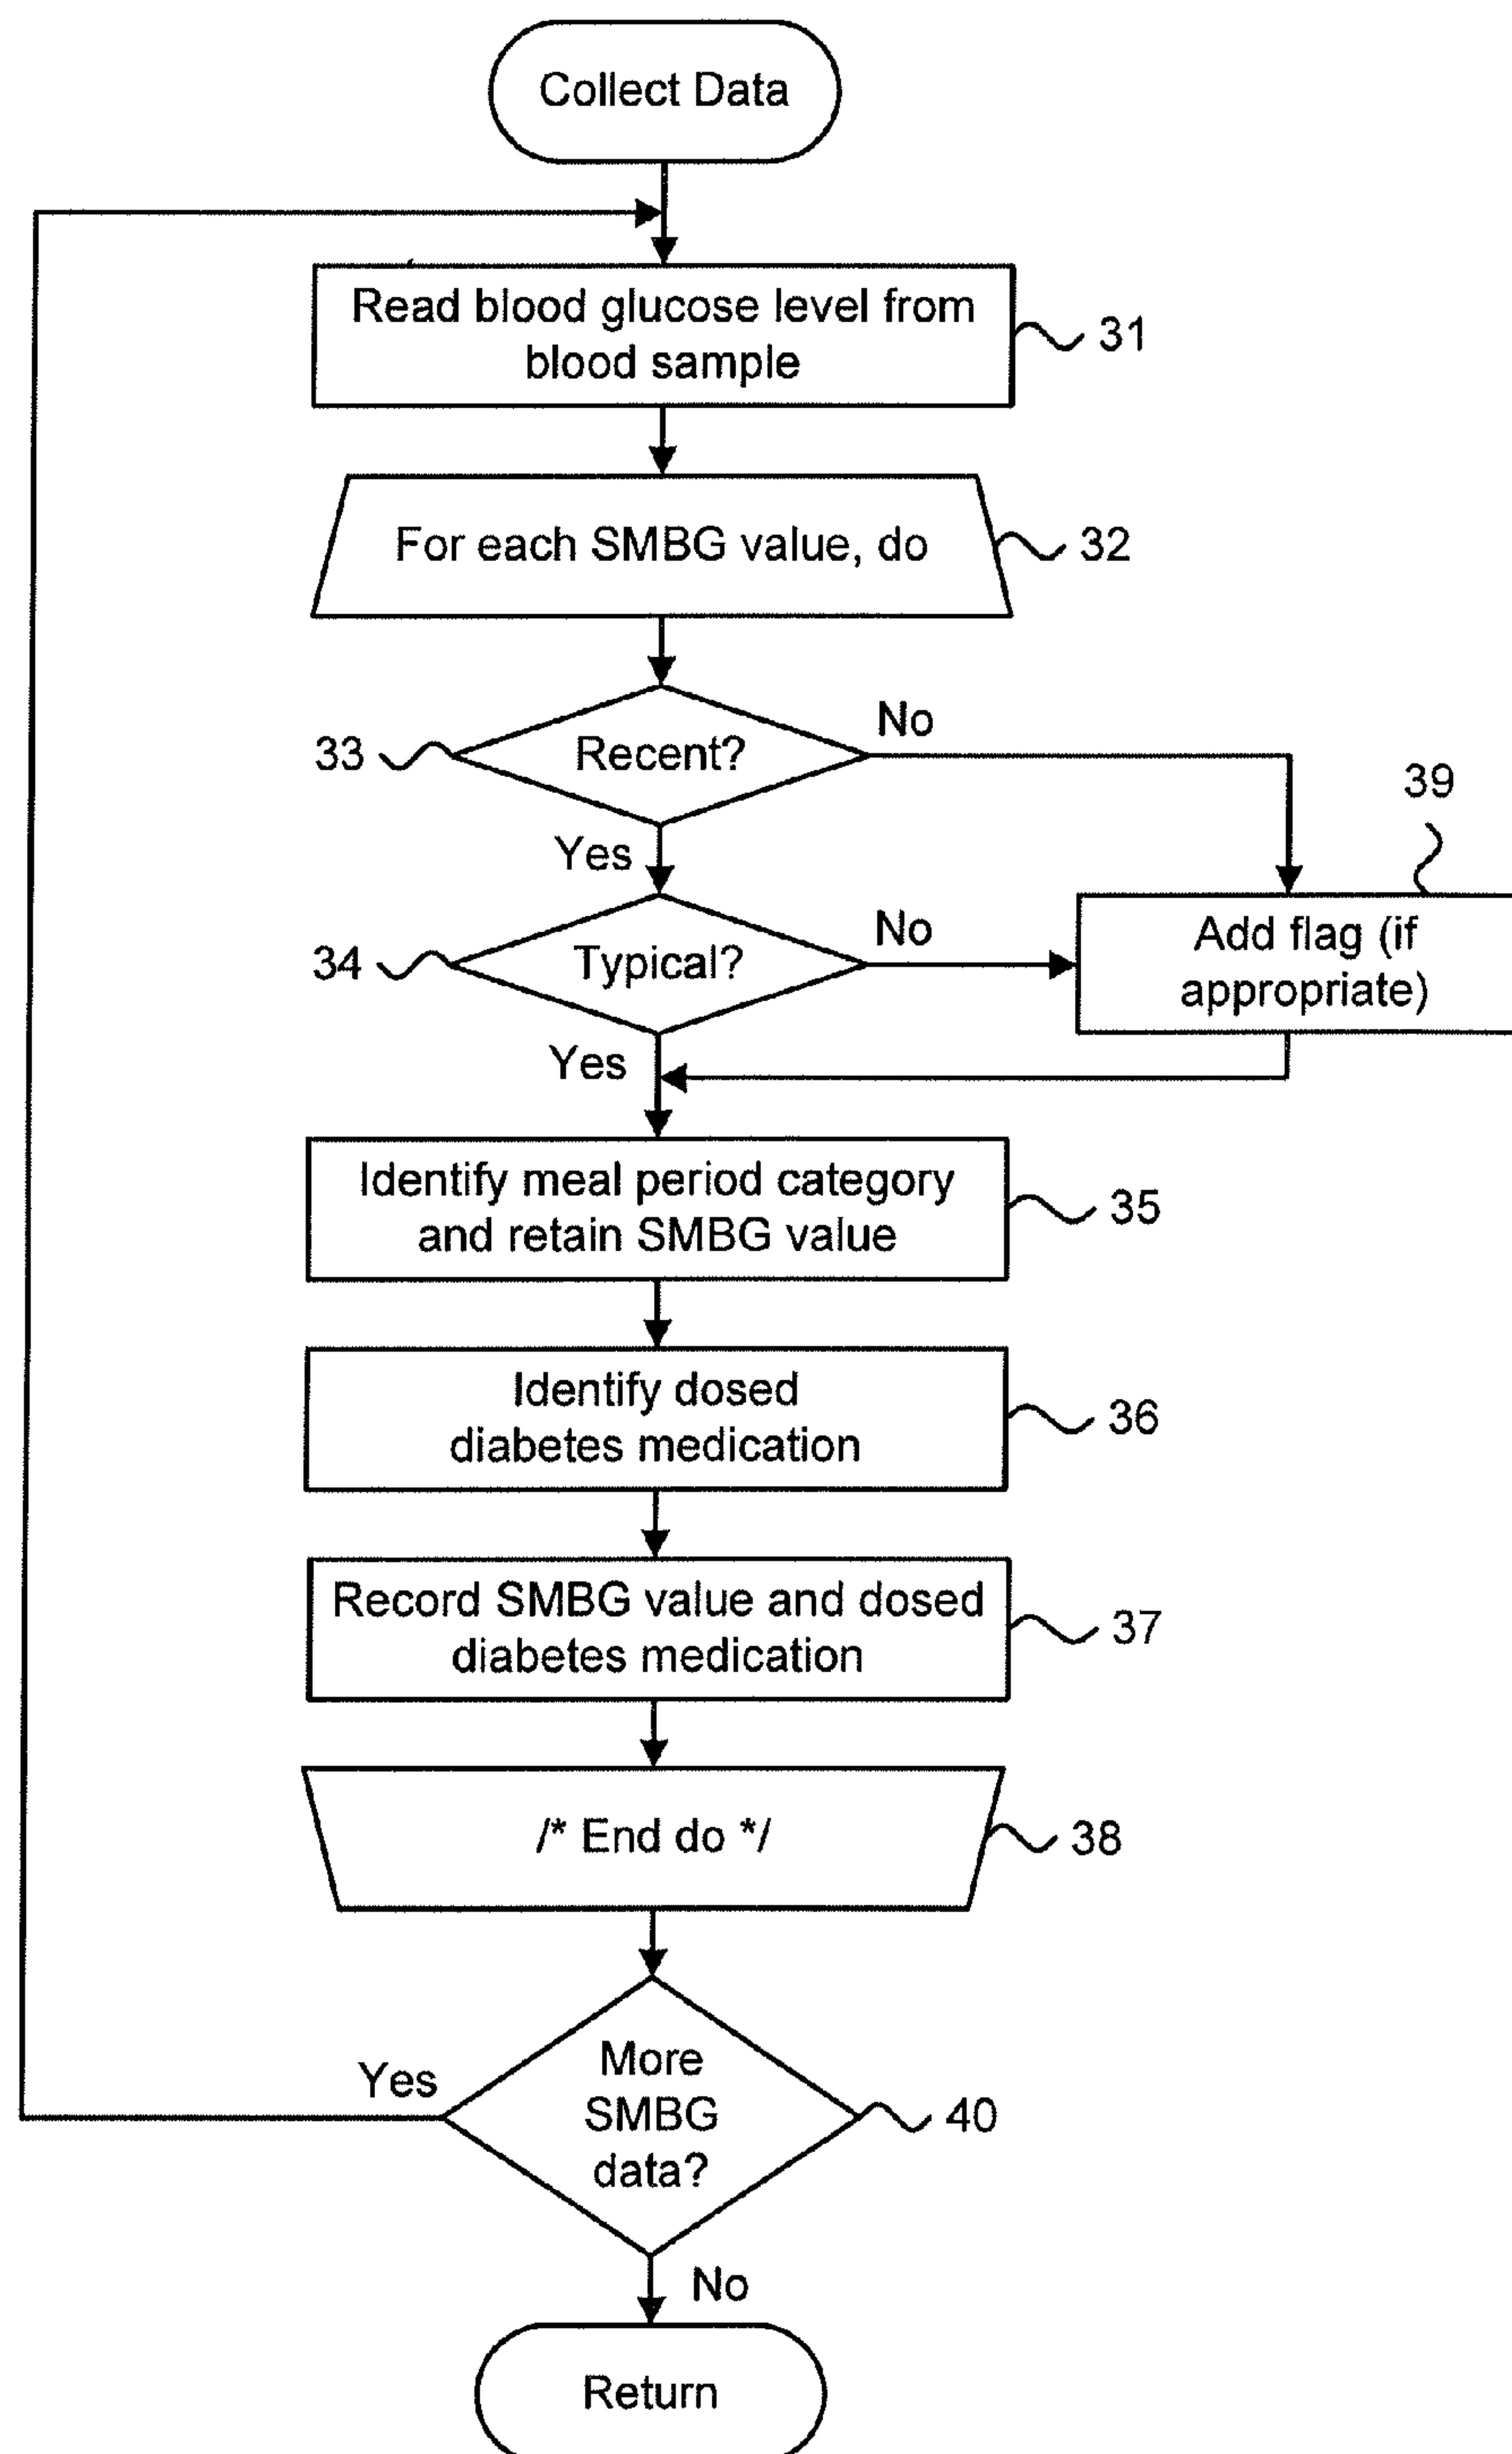 Collect Data
Read blood glucose level from
blood sample
31
For each SMBG value, do
32
33
Recent?
No
39
Yes
34
Typical?
No
Add flag (if
appropriate)
Yes
Identify meal period category
and retain SMBG value
35
Identify dosed
diabetes medication
36
Record SMBG value and dosed
diabetes medication
37
/* End do */
38
Yes
More
SMBG
data?
40
No
Return